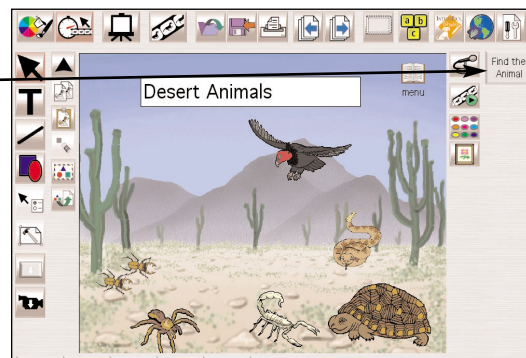 a b
c
Find the
Animal
menu
Desert Animals